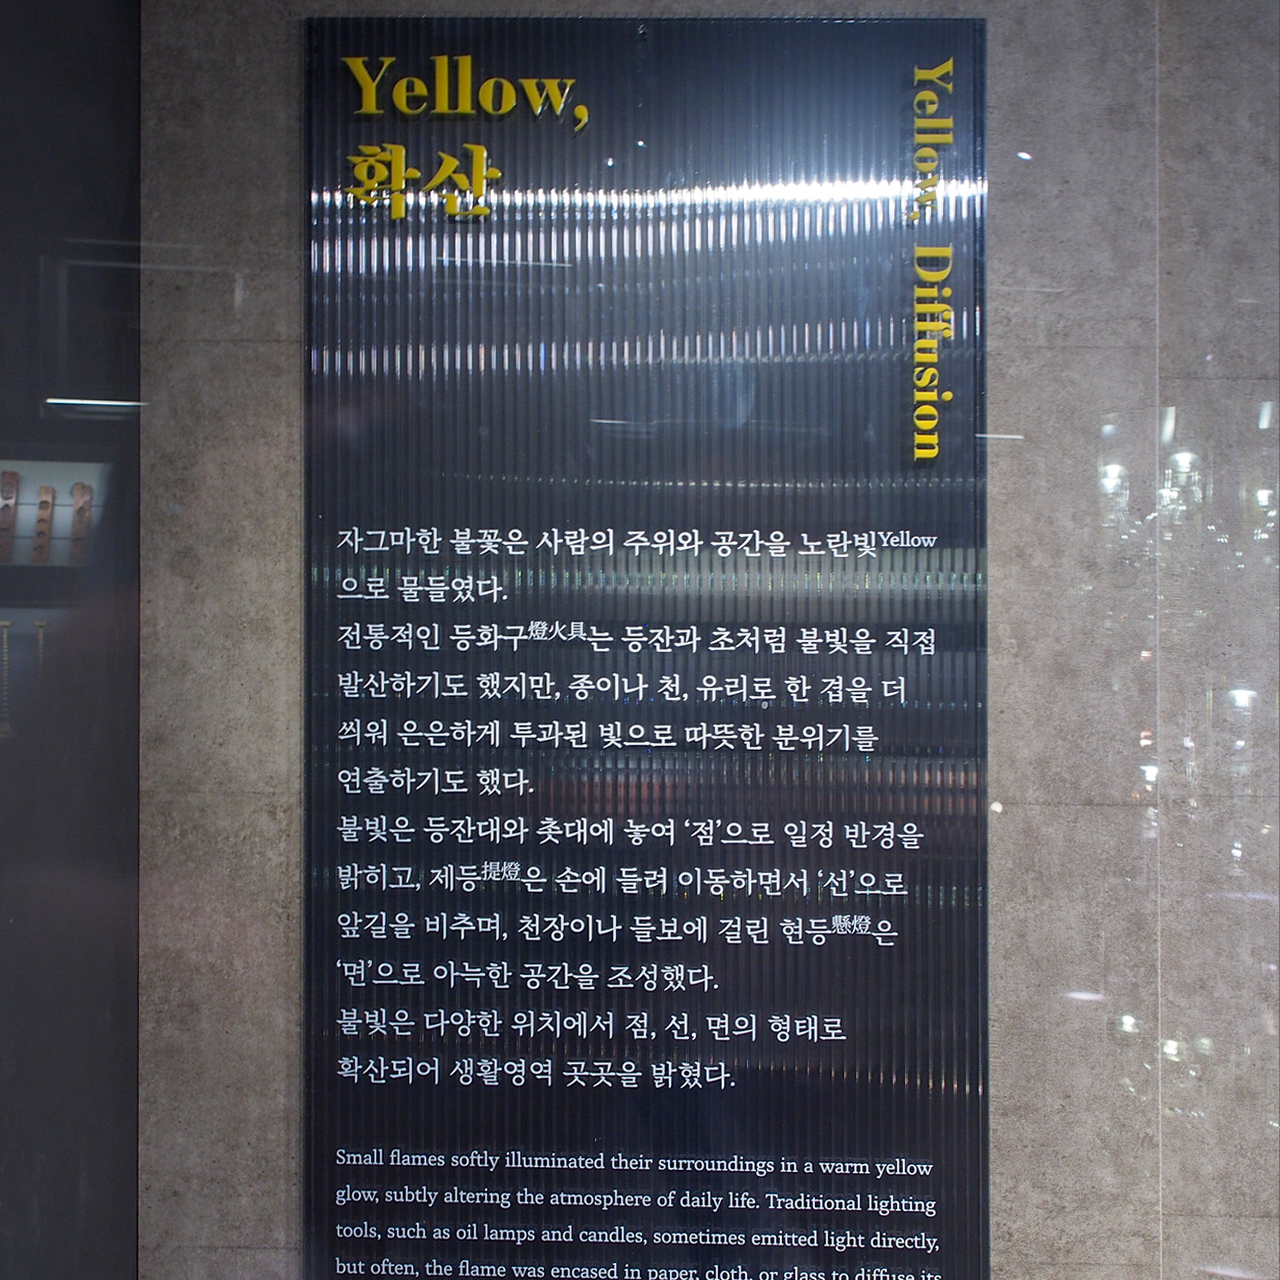 Yellow,
확산
Yellow, Diffusion
자그마한 불꽃은 사람의 주위와 공간을 노란빛Yellow
으로 물들였다.
전통적인 등화구燈火具는 등잔과 초처럼 불빛을 직접
발산하기도 했지만, 종이나 천, 유리로 한 겹을 더
씌워 은은하게 투과된 빛으로 따뜻한 분위기를
연출하기도 했다.
불빛은 등잔대와 촛대에 놓여 ‘점’으로 일정 반경을
밝히고, 제등提燈은 손에 들려 이동하면서 ‘선’으로
앞길을 비추며, 천장이나 들보에 걸린 현등懸燈은
‘면’으로 아늑한 공간을 조성했다.
불빛은 다양한 위치에서 점, 선, 면의 형태로
확산되어 생활영역 곳곳을 밝혔다.
Small flames softly illuminated their surroundings in a warm yellow
glow, subtly altering the atmosphere of daily life. Traditional lighting
tools, such as oil lamps and candles, sometimes emitted light directly,
but often, the flame was encased in paper, cloth, or glass to diffuse its